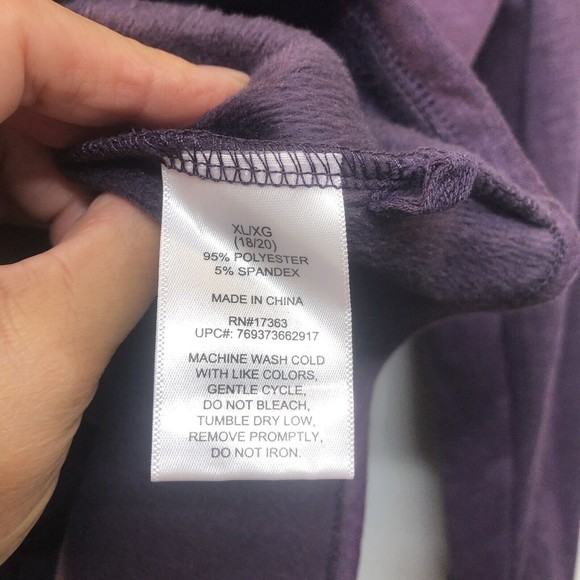 XL/XG
(18/20)
95% POLYESTER
5% SPANDEX
MADE IN CHINA
RN#17363
UPC#: 769373662917
MACHINE WASH COLD
WITH LIKE COLORS,
GENTLE CYCLE,
DO NOT BLEACH,
TUMBLE DRY LOW,
REMOVE PROMPTLY,
DO NOT IRON.